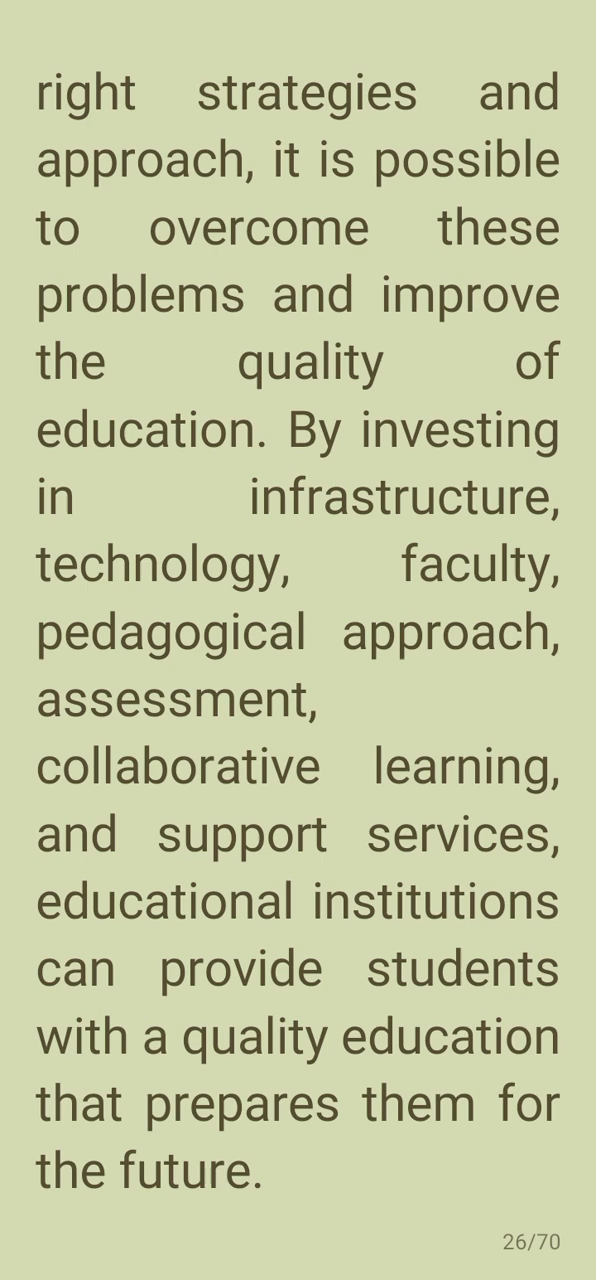 right strategies and
approach, it is possible
to overcome these
problems and improve
the quality of
education. By investing
in infrastructure,
technology, faculty,
pedagogical approach,
assessment,
collaborative learning,
and support services,
educational institutions
can provide students
with a quality education
that prepares them for
the future.
26/70